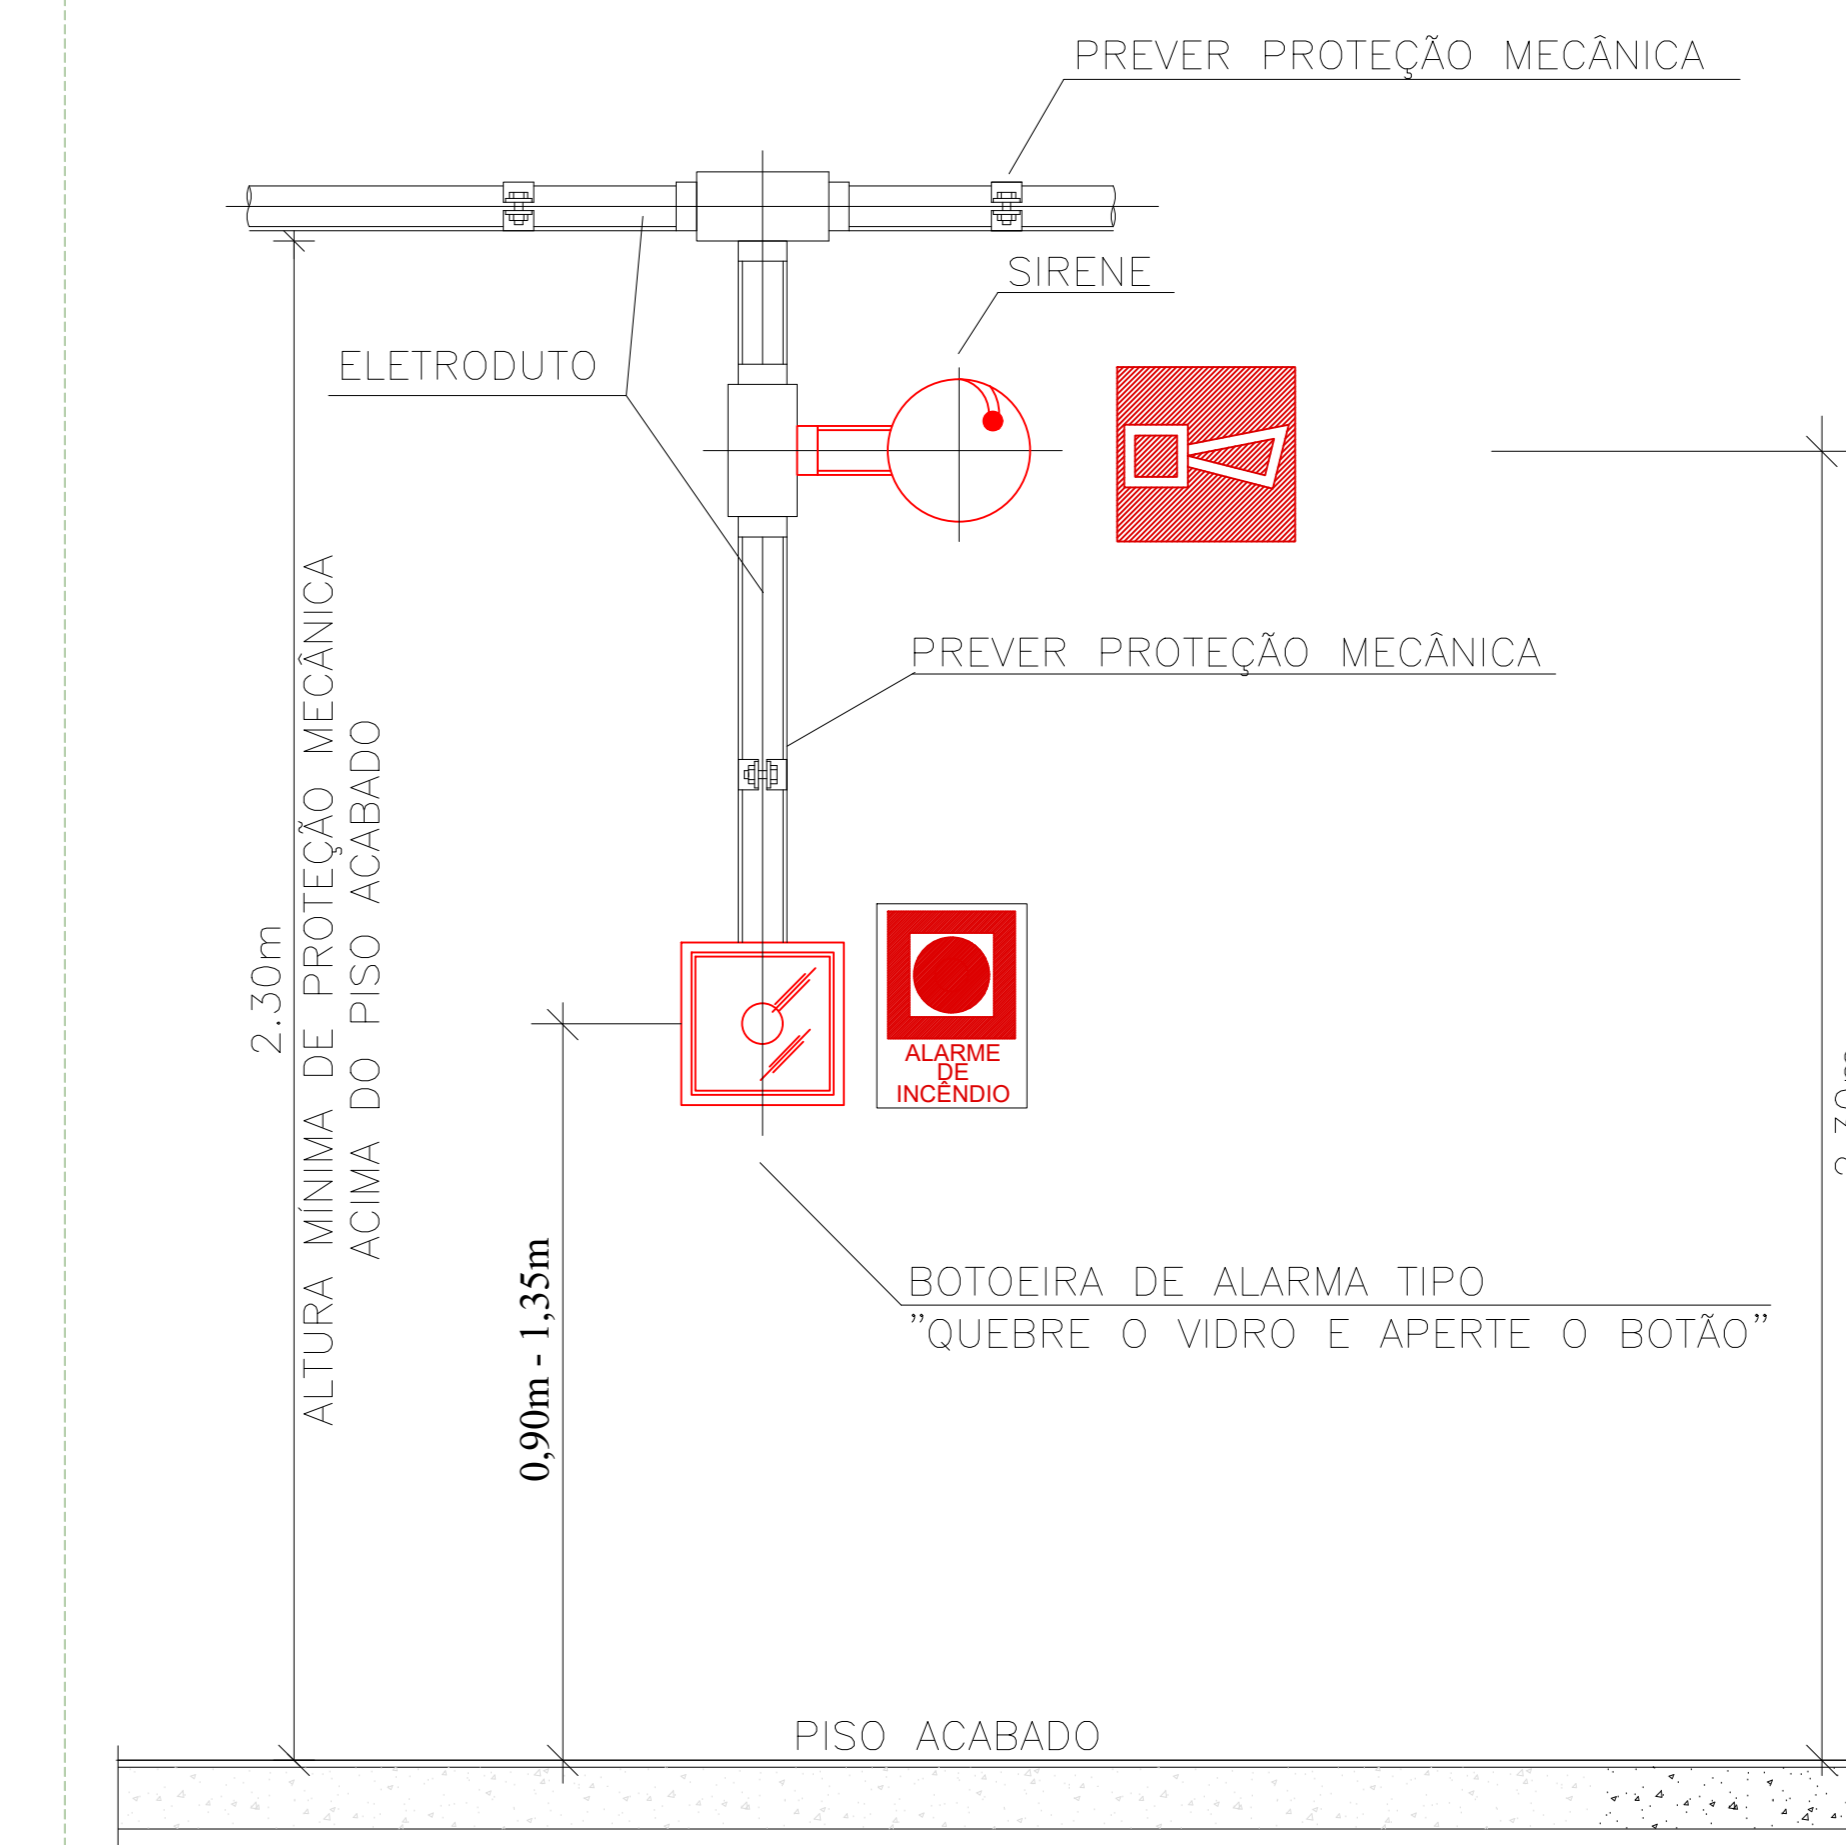 PREVER PROTEÇÃO MECÂNICA
SIRENE
ELETRODUTO
PREVER PROTEÇÃO MECÂNICA
2.30m
ALTURA MÍNIMA DE PROTEÇÃO MECÂNICA
ACIMA DO PISO ACABADO
ALARME
DE
INCÊNDIO
0,90m - 1,35m
BOTOEIRA DE ALARMA TIPO
"QUEBRE O VIDRO E APERTE O BOTÃO"
PISO ACABADO